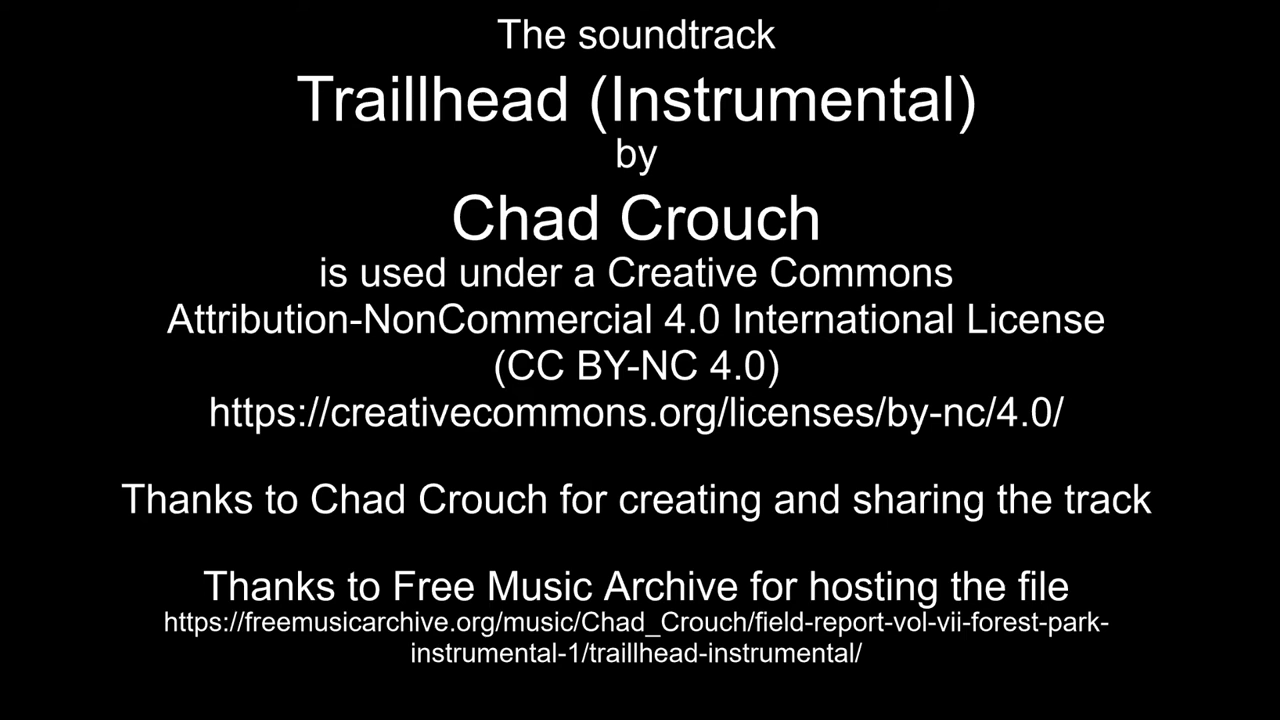 The soundtrack
Traillhead (Instrumental)
by
Chad Crouch
is used under a Creative Commons
Attribution-NonCommercial 4.0 International License
(CC BY-NC 4.0)
https://creativecommons.org/licenses/by-nc/4.0/
Thanks to Chad Crouch for creating and sharing the track
Thanks to Free Music Archive for hosting the file
https://freemusicarchive.org/music/Chad_Crouch/field-report-vol-vii-forest-park-
instrumental-1/traillhead-instrumental/